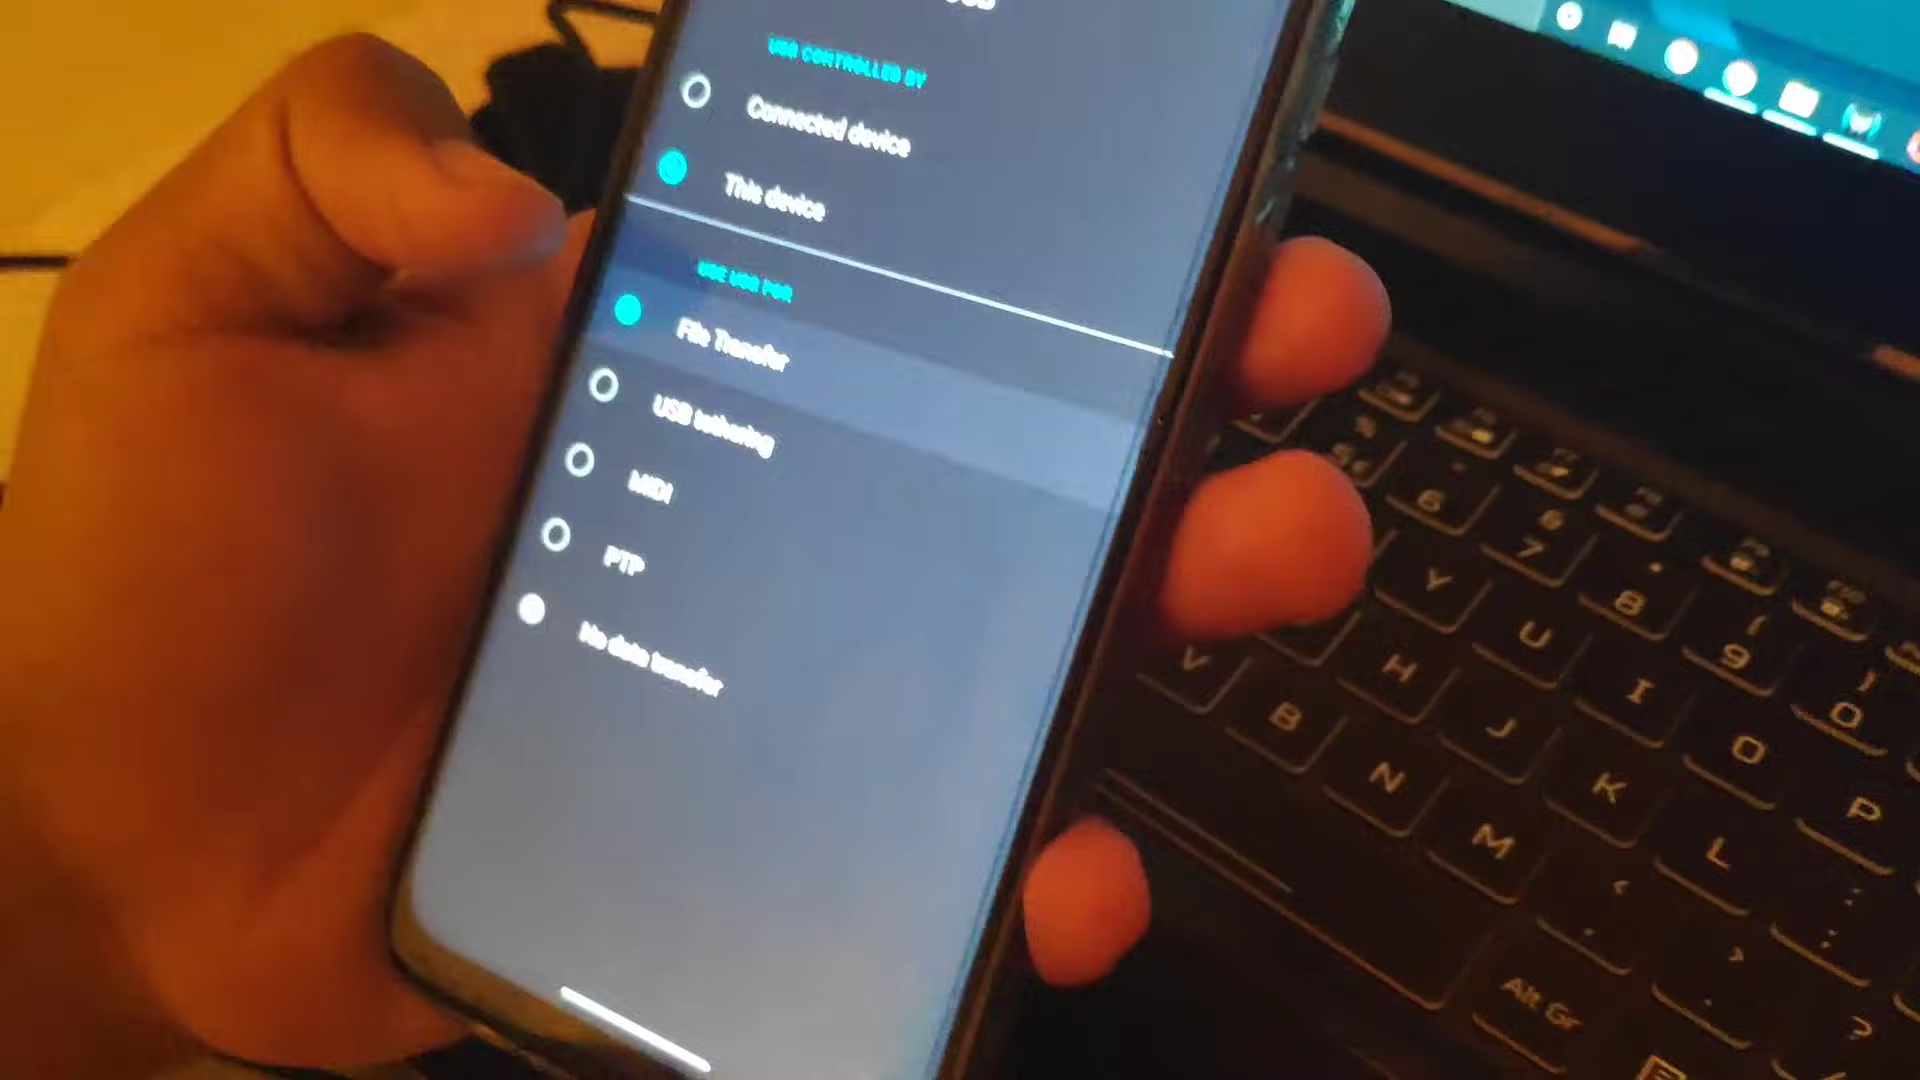 USB CONTROLLED BY
Connected device
This device
USE USB FOR
File Transfer
USB tethering
MIDI
PTP
No data transfer
6
7
8
9
0
Y
U
I
O
P
H
J
K
L
V
B
N
M
Alt Gr